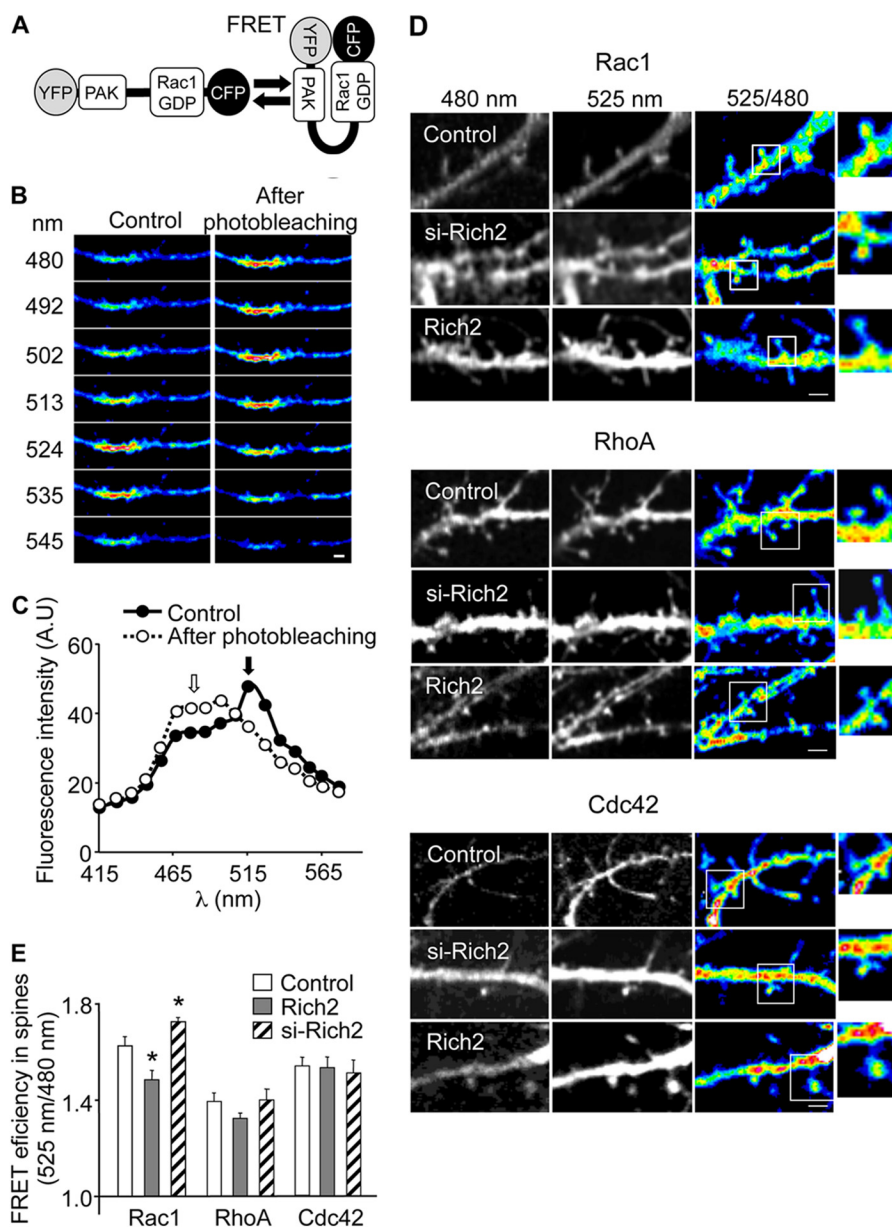 A
FRET
YFP
CFP
YFP
PAK
Rac1
GDP
CFP
PAK
Rac1
GDP
B
nm
Control
After
photobleaching
480
492
502
513
524
535
545
C
Control
After photobleaching
Fluorescence intensity (A.U)
60
40
20
0
415
465
515
565
λ (nm)
D
Rac1
480 nm
525 nm
525/480
Control
si-Rich2
Rich2
RhoA
Control
si-Rich2
Rich2
Cdc42
Control
si-Rich2
Rich2
E
Control
Rich2
si-Rich2
FRET eficiency in spines
(525 nm/480 nm)
1.8
1.4
1.0
*
*
Rac1
RhoA
Cdc42